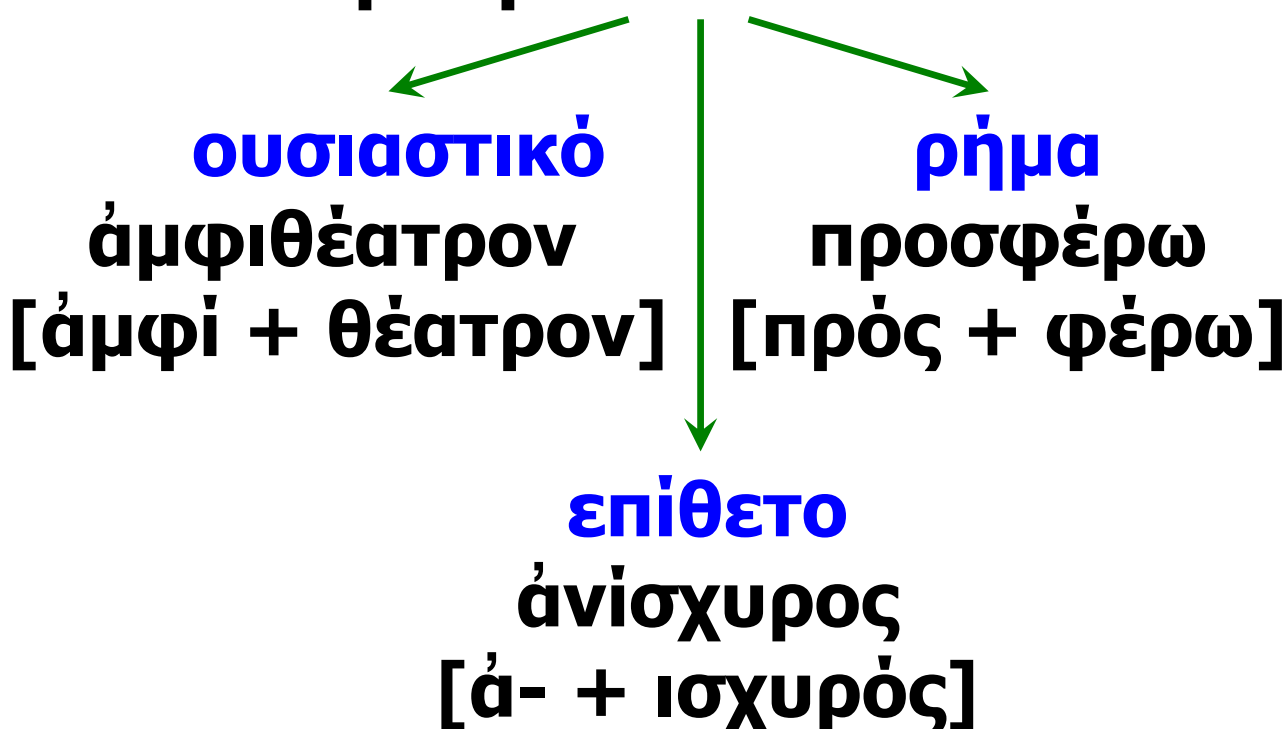 ουσιαστικό
ἀμφιθέατρον
[ἀμφί + θέατρον]
ρήμα
προσφέρω
[πρός + φέρω]
επίθετο
ἀνίσχυρος
[ἀ- + ισχυρός]